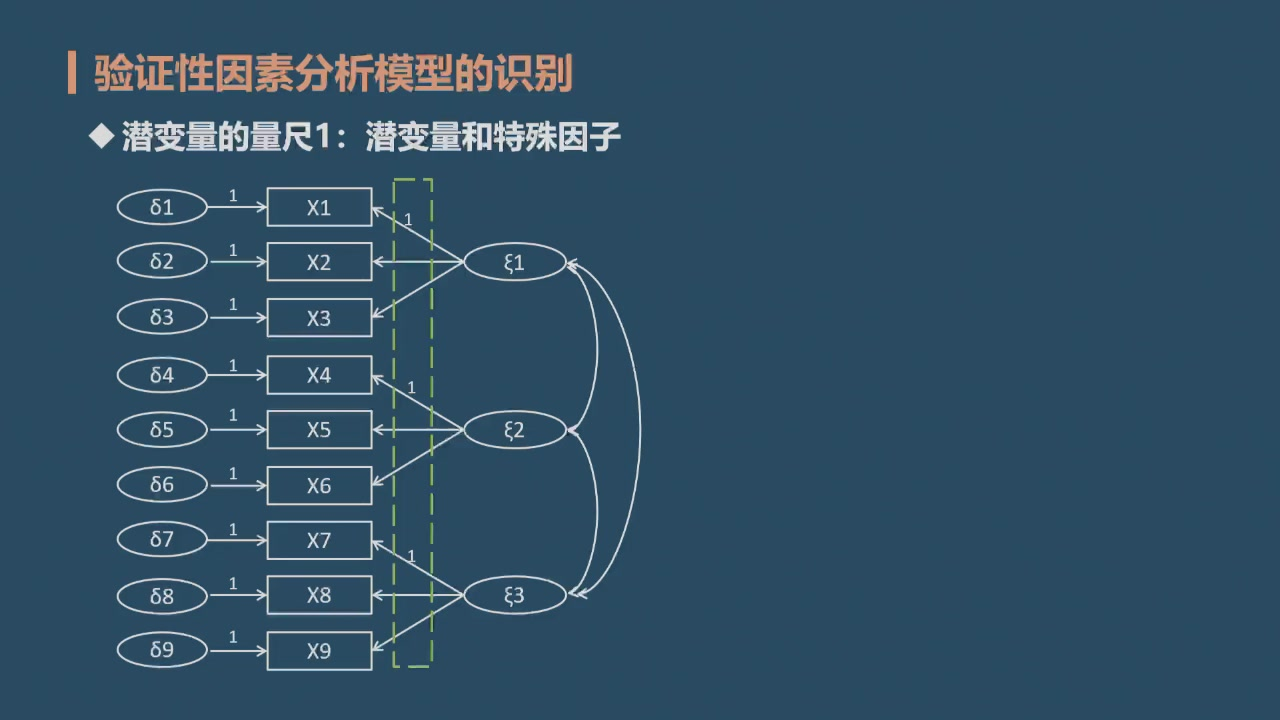 验证性因素分析模型的识别
◆ 潜变量的量尺1：潜变量和特殊因子
δ1 1 X1 1
δ2 1 X2 ξ1
δ3 1 X3
δ4 1 X4 1
δ5 1 X5 ξ2
δ6 1 X6
δ7 1 X7 1
δ8 1 X8 ξ3
δ9 1 X9